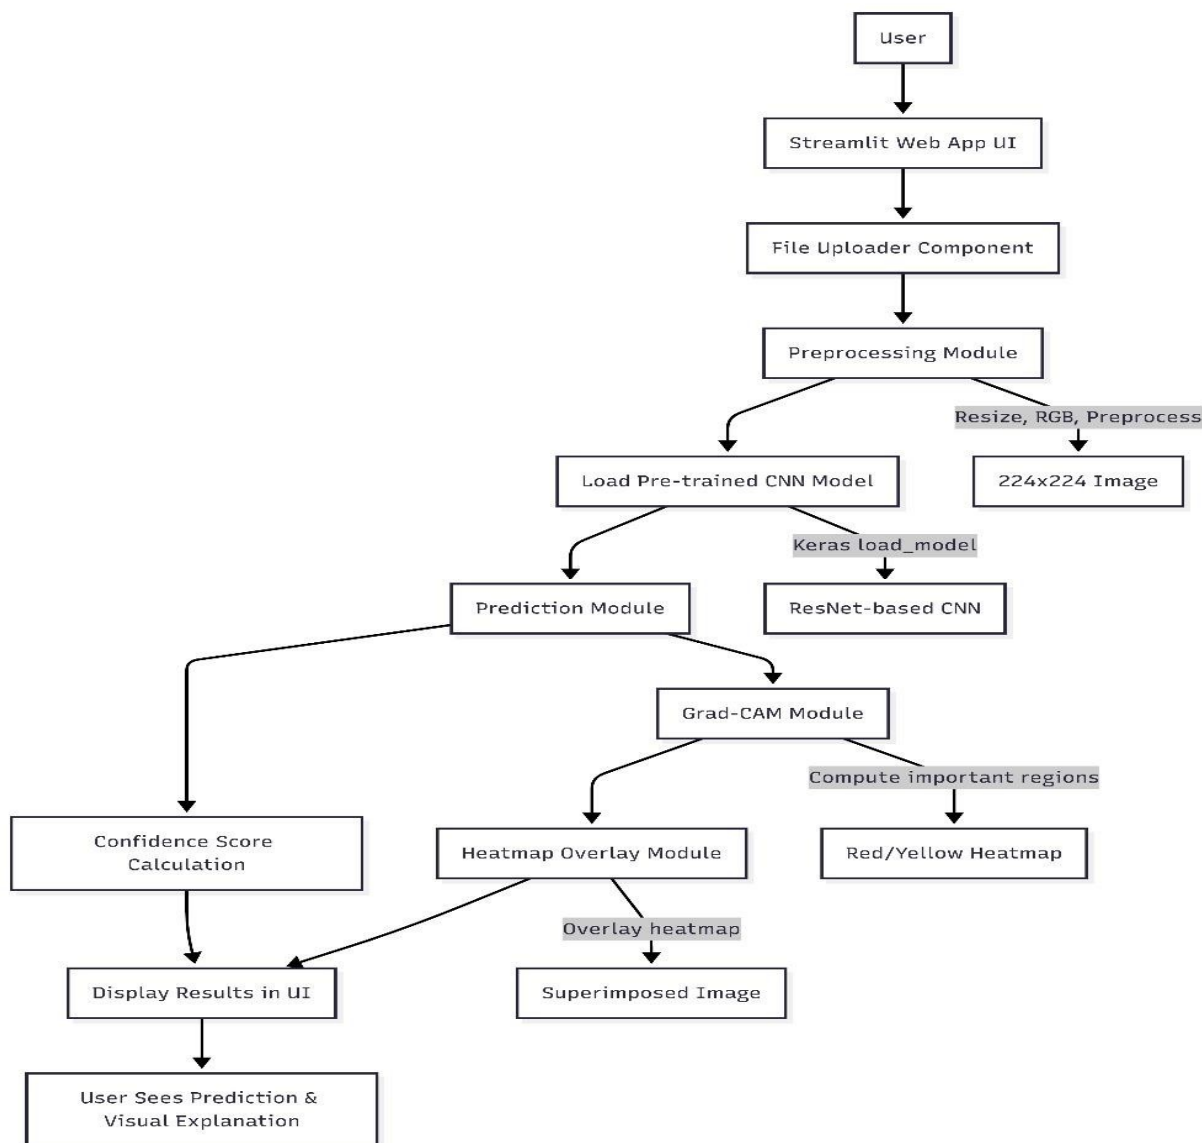 User
Streamlit Web App UI
File Uploader Component
Preprocessing Module
Resize, RGB, Preprocess
Load Pre-trained CNN Model
224x224 Image
Keras load_model
Prediction Module
ResNet-based CNN
Grad-CAM Module
Compute important regions
Confidence Score
Calculation
Heatmap Overlay Module
Red/Yellow Heatmap
Overlay heatmap
Display Results in UI
Superimposed Image
User Sees Prediction &
Visual Explanation